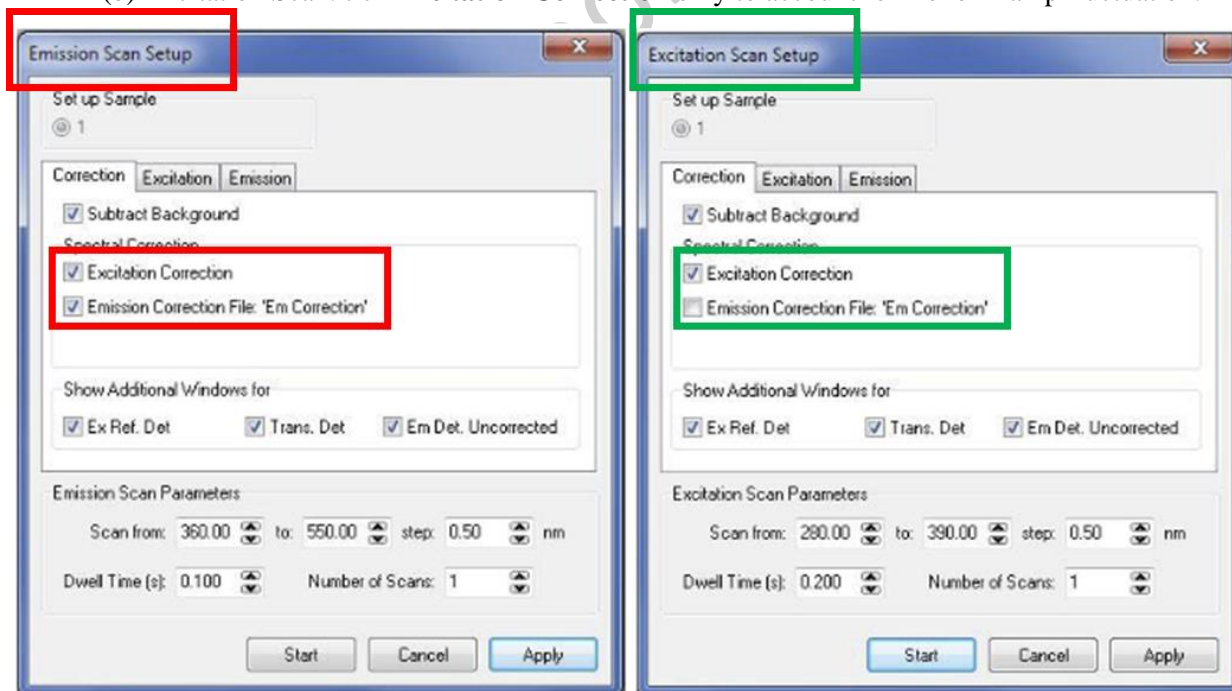 Emission Scan Setup
Set up Sample
1
Correction Excitation Emission
Subtract Background
Spectral Correction
Excitation Correction
Emission Correction File: 'Em Correction'
Show Additional Windows for
Ex Ref. Det Trans. Det Em Det. Uncorrected
Emission Scan Parameters
Scan from: 360.00 to: 550.00 step: 0.50 nm
Dwell Time (s): 0.100 Number of Scans: 1
Start Cancel Apply
Excitation Scan Setup
Set up Sample
1
Correction Excitation Emission
Subtract Background
Spectral Correction
Excitation Correction
Emission Correction File: 'Em Correction'
Show Additional Windows for
Ex Ref. Det Trans. Det Em Det. Uncorrected
Excitation Scan Parameters
Scan from: 280.00 to: 390.00 step: 0.50 nm
Dwell Time (s): 0.200 Number of Scans: 1
Start Cancel Apply